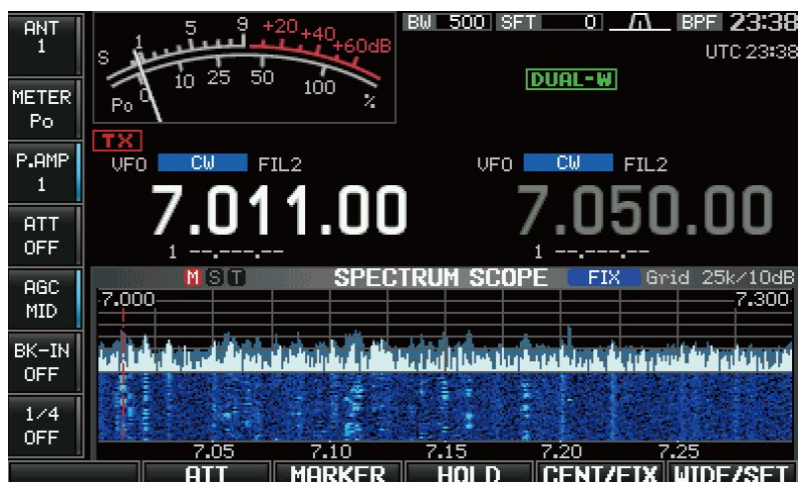 ANT
1
METER
Po
P.AMP
1
ATT
OFF
AGC
MID
BK-IN
OFF
1/4
OFF
S 1 5 9 +20 +40 +60dB
Po 0 10 25 50 100 %
BW 500 SFT 0 BPF 23:38
UTC 23:38
DUAL-W
TX
VFO CW FIL2
7.011.00
1 --.---.--
VFO CW FIL2
7.050.00
1 --.---.--
M S T SPECTRUM SCOPE FIX Grid 25k/10dB
7.000 7.300
7.05 7.10 7.15 7.20 7.25
ATT MARKER HOLD CENT/FIX WIDE/SET